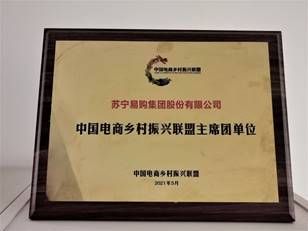 中国电商乡村振兴联盟
苏宁易购集团股份有限公司
中国电商乡村振兴联盟主席团单位
中国电商乡村振兴联盟
2021年5月